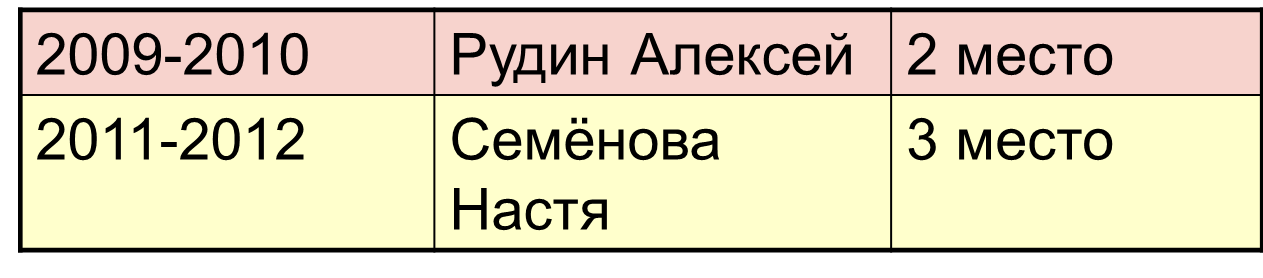 2009-2010 Рудин Алексей 2 место
2011-2012 Семёнова 3 место
Настя